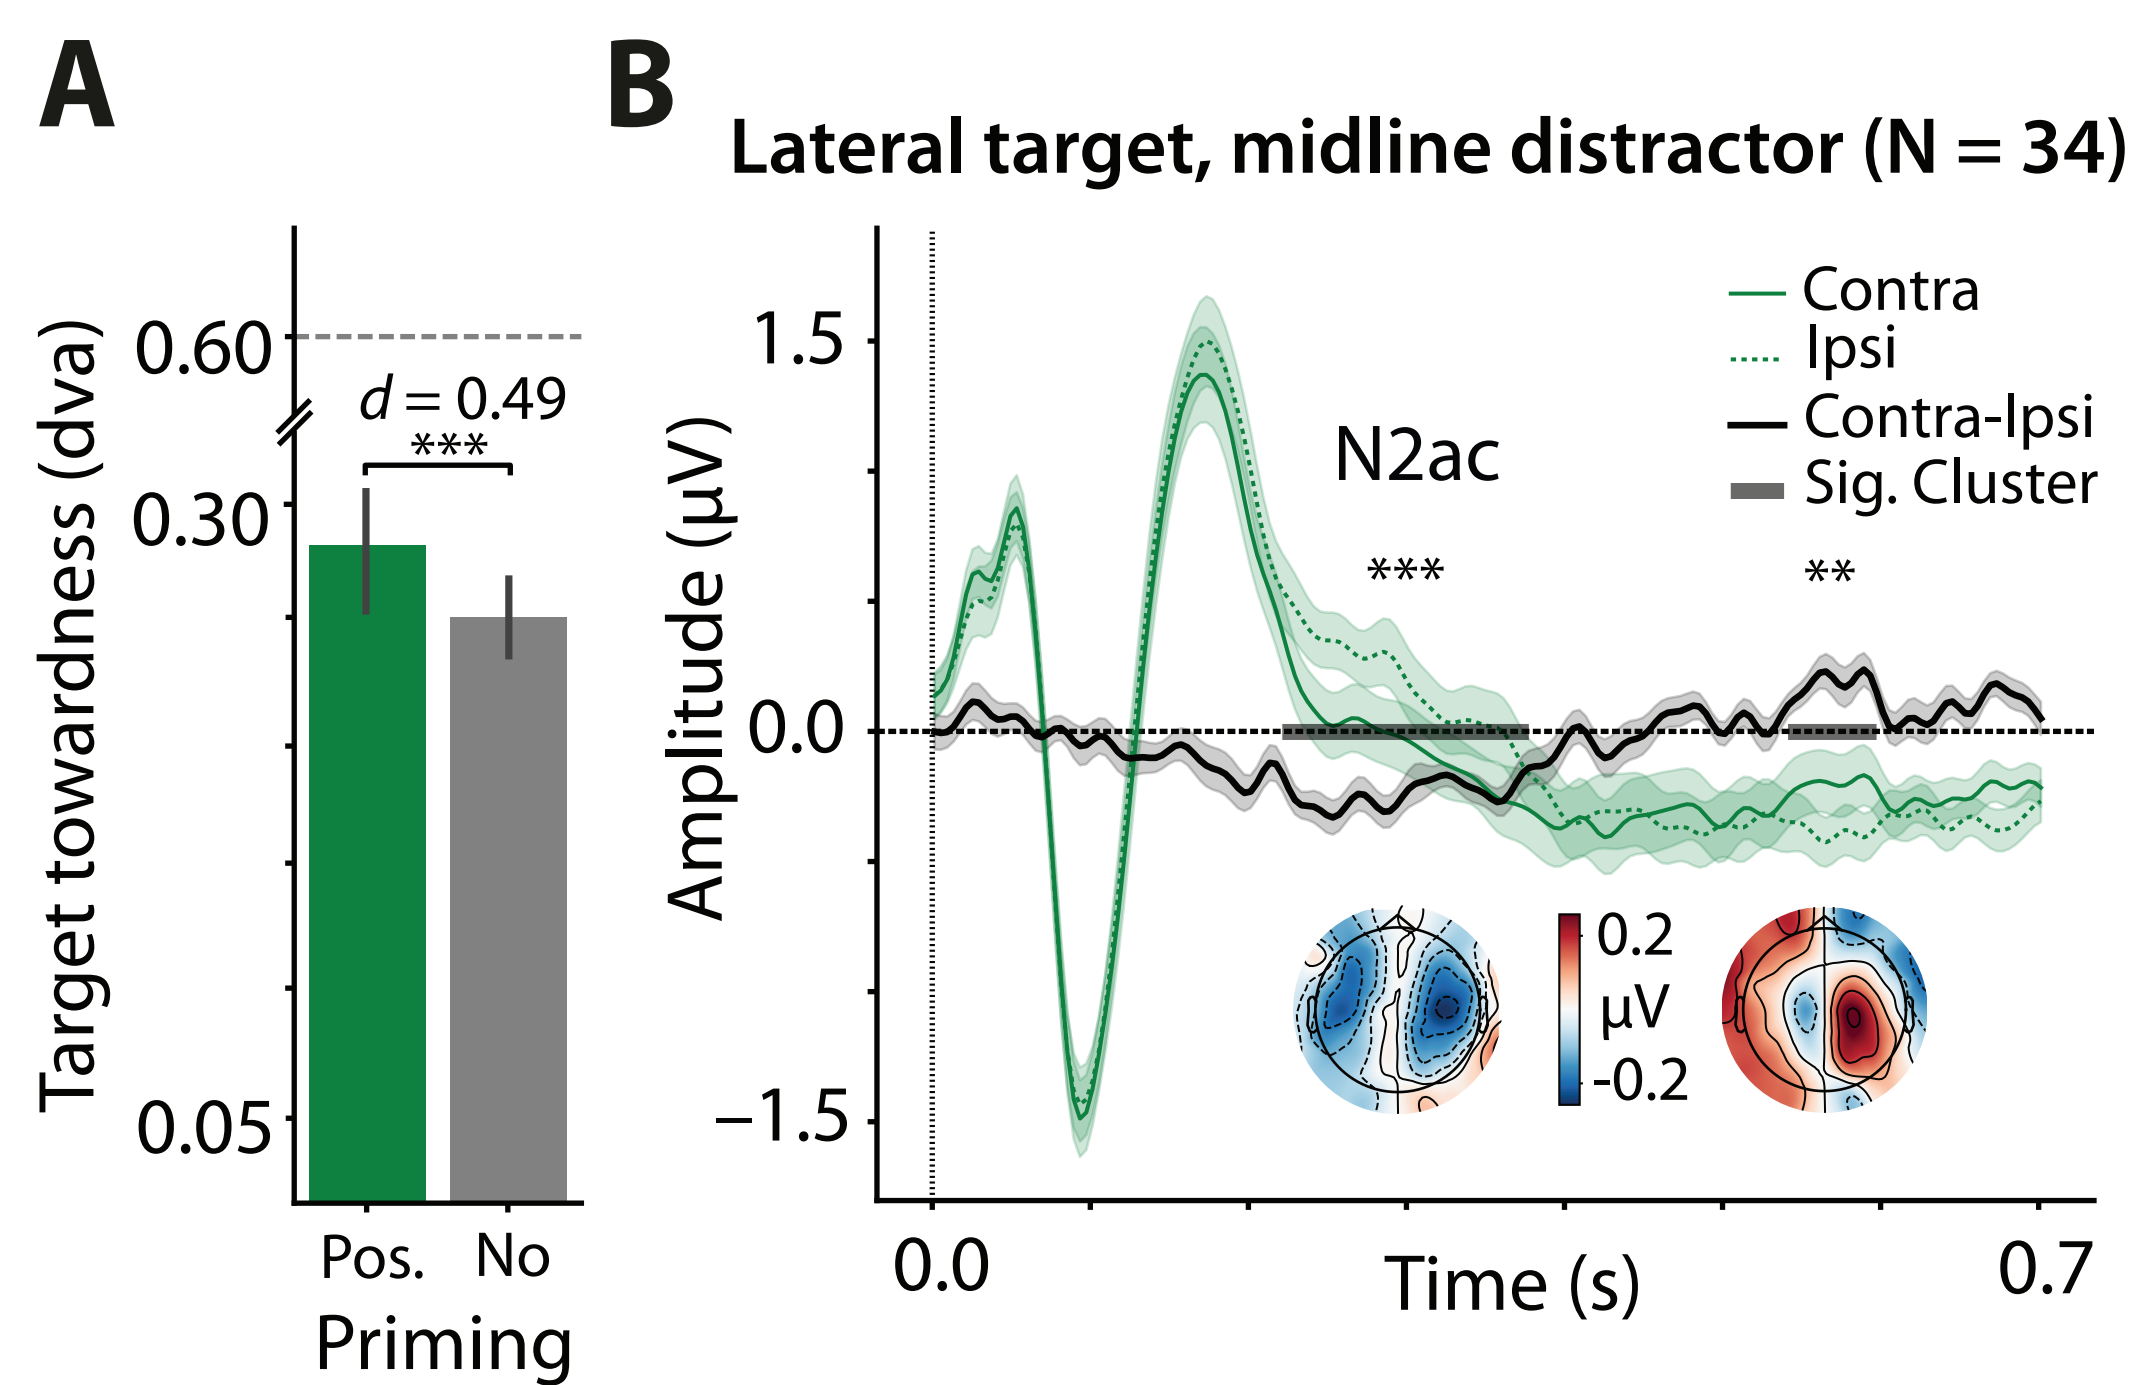 A
Target towardness (dva)
0.60
0.30
0.05
d = 0.49
***
Pos.
No
Priming
B
Lateral target, midline distractor (N = 34)
Amplitude (μV)
1.5
0.0
−1.5
Contra
Ipsi
Contra-Ipsi
Sig. Cluster
N2ac
***
**
0.2
μV
-0.2
0.0
Time (s)
0.7